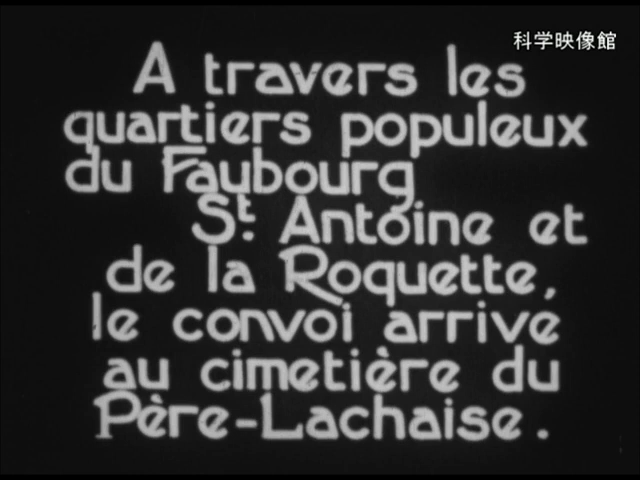 科学映像館
A travers les
quartiers populeux
du Faubourg
St. Antoine et
de la Roquette,
le convoi arrive
au cimetière du
Père-Lachaise.